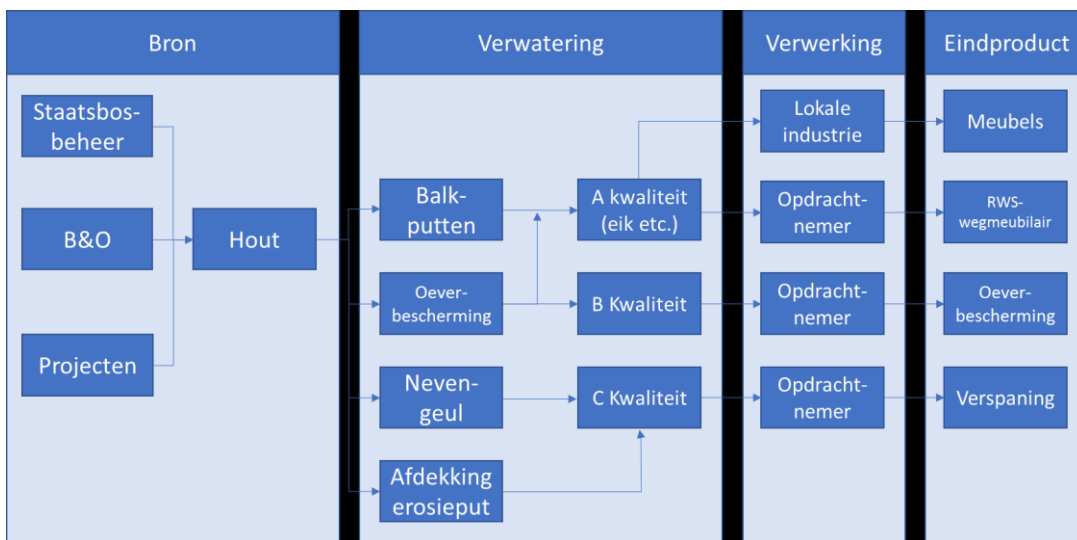 Bron
Verwatering
Verwerking
Eindproduct
Staatsbos-
beheer
B&O
Projecten
Hout
Balk-
putten
Oever-
bescherming
Neven-
geul
Afdekking
erosieput
A kwaliteit
(eik etc.)
B Kwaliteit
C Kwaliteit
Lokale
industrie
Opdracht-
nemer
Opdracht-
nemer
Opdracht-
nemer
Meubels
RWS-
wegmeubilair
Oever-
bescherming
Verspaning